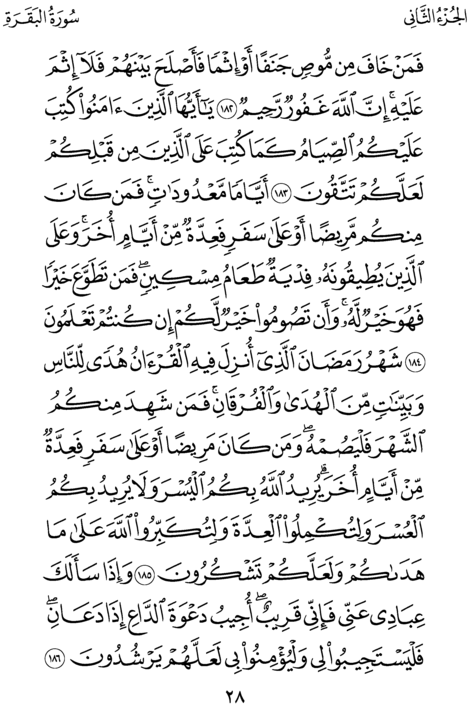 الجُزْءُ الثَّانِي سُورَةُ البَقَرَةِ
فَمَنْ خَافَ مِن مُّوصٍ جَنَفًا أَوْ إِثْمًا فَأَصْلَحَ بَيْنَهُمْ فَلَآ إِثْمَ
عَلَيْهِ ۚ إِنَّ ٱللَّهَ غَفُورٌ رَّحِيمٌ ١٨٢ يَـٰٓأَيُّهَا ٱلَّذِينَ ءَامَنُوا۟ كُتِبَ
عَلَيْكُمُ ٱلصِّيَامُ كَمَا كُتِبَ عَلَى ٱلَّذِينَ مِن قَبْلِكُمْ
لَعَلَّكُمْ تَتَّقُونَ ١٨٣ أَيَّامًا مَّعْدُودَٰتٍ ۚ فَمَن كَانَ
مِنكُم مَّرِيضًا أَوْ عَلَىٰ سَفَرٍ فَعِدَّةٌ مِّنْ أَيَّامٍ أُخَرَ ۚ وَعَلَى
ٱلَّذِينَ يُطِيقُونَهُۥ فِدْيَةٌ طَعَامُ مِسْكِينٍ ۖ فَمَن تَطَوَّعَ خَيْرًا
فَهُوَ خَيْرٌ لَّهُۥ ۚ وَأَن تَصُومُوا۟ خَيْرٌ لَّكُمْ إِن كُنتُمْ تَعْلَمُونَ
١٨٤ شَهْرُ رَمَضَانَ ٱلَّذِىٓ أُنزِلَ فِيهِ ٱلْقُرْءَانُ هُدًى لِّلنَّاسِ
وَبَيِّنَـٰتٍ مِّنَ ٱلْهُدَىٰ وَٱلْفُرْقَانِ ۚ فَمَن شَهِدَ مِنكُمُ
ٱلشَّهْرَ فَلْيَصُمْهُ ۖ وَمَن كَانَ مَرِيضًا أَوْ عَلَىٰ سَفَرٍ فَعِدَّةٌ
مِّنْ أَيَّامٍ أُخَرَ ۗ يُرِيدُ ٱللَّهُ بِكُمُ ٱلْيُسْرَ وَلَا يُرِيدُ بِكُمُ
ٱلْعُسْرَ وَلِتُكْمِلُوا۟ ٱلْعِدَّةَ وَلِتُكَبِّرُوا۟ ٱللَّهَ عَلَىٰ مَا
هَدَىٰكُمْ وَلَعَلَّكُمْ تَشْكُرُونَ ١٨٥ وَإِذَا سَأَلَكَ
عِبَادِى عَنِّى فَإِنِّى قَرِيبٌ ۖ أُجِيبُ دَعْوَةَ ٱلدَّاعِ إِذَا دَعَانِ ۖ
فَلْيَسْتَجِيبُوا۟ لِى وَلْيُؤْمِنُوا۟ بِى لَعَلَّهُمْ يَرْشُدُونَ ١٨٦
٢٨